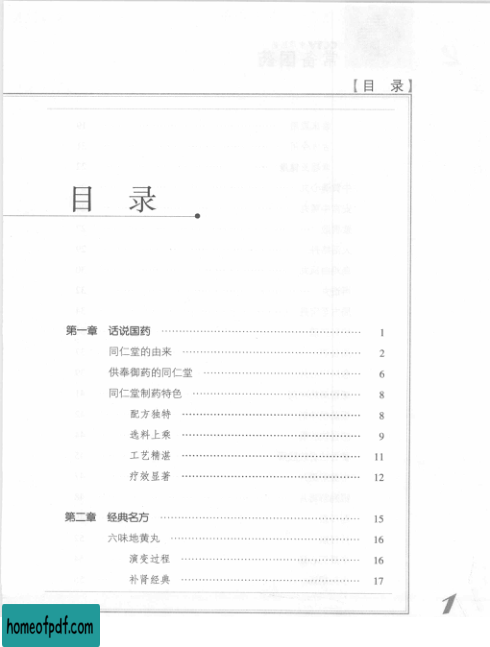 【目 录】
目 录
第一章 话说国药 …… 1
同仁堂的由来 …… 2
供奉御药的同仁堂 …… 6
同仁堂制药特色 …… 8
配方独特 …… 8
选料上乘 …… 9
工艺精湛 …… 11
疗效显著 …… 12
第二章 经典名方 …… 15
六味地黄丸 …… 16
演变过程 …… 16
补肾经典 …… 17
1
homeofpdf.com